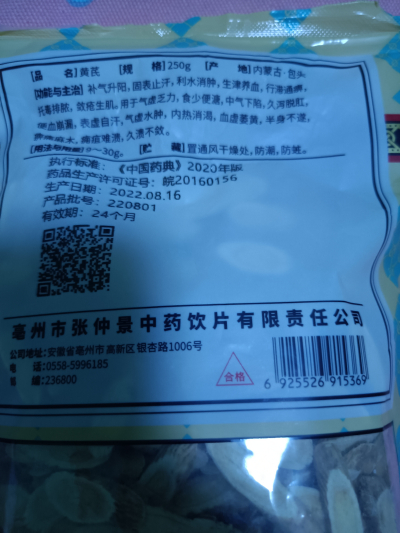 [品 名] 黄芪 [规 格] 250g [产 地] 内蒙古·包头
[功能与主治] 补气升阳，固表止汗，利水消肿，生津养血，行滞通痹，
托毒排脓，敛疮生肌。用于气虚乏力，食少便溏，中气下陷，久泻脱肛，
便血崩漏，表虚自汗，气虚水肿，内热消渴，血虚萎黄，半身不遂，
痹痛麻木，痈疽难溃，久溃不敛。
[用法与用量] 9～30g。 [贮 藏] 置通风干燥处，防潮，防蛀。
执行标准：《中国药典》2020年版
药品生产许可证号：皖20160156
生产日期：2022.08.16
产品批号：220801
有效期：24个月
亳州市张仲景中药饮片有限责任公司
公司地址：安徽省亳州市高新区银杏路1006号
电 话：0558-5996185
邮 编：236800
合格
6 925526 915369